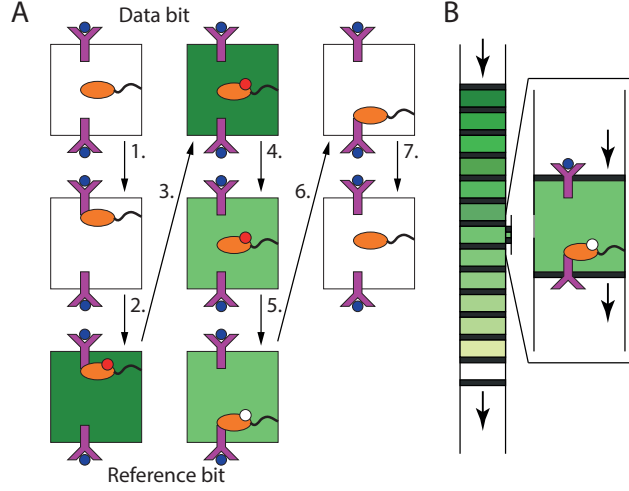 A
Data bit
B
1.
3.
4.
6.
7.
2.
5.
Reference bit